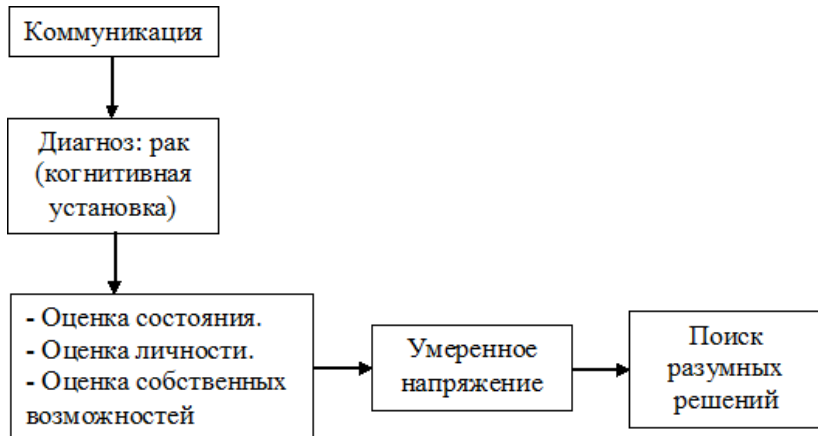 Коммуникация
Диагноз: рак
(когнитивная
установка)
- Оценка состояния.
- Оценка личности.
- Оценка собственных
возможностей
Умеренное
напряжение
Поиск
разумных
решений